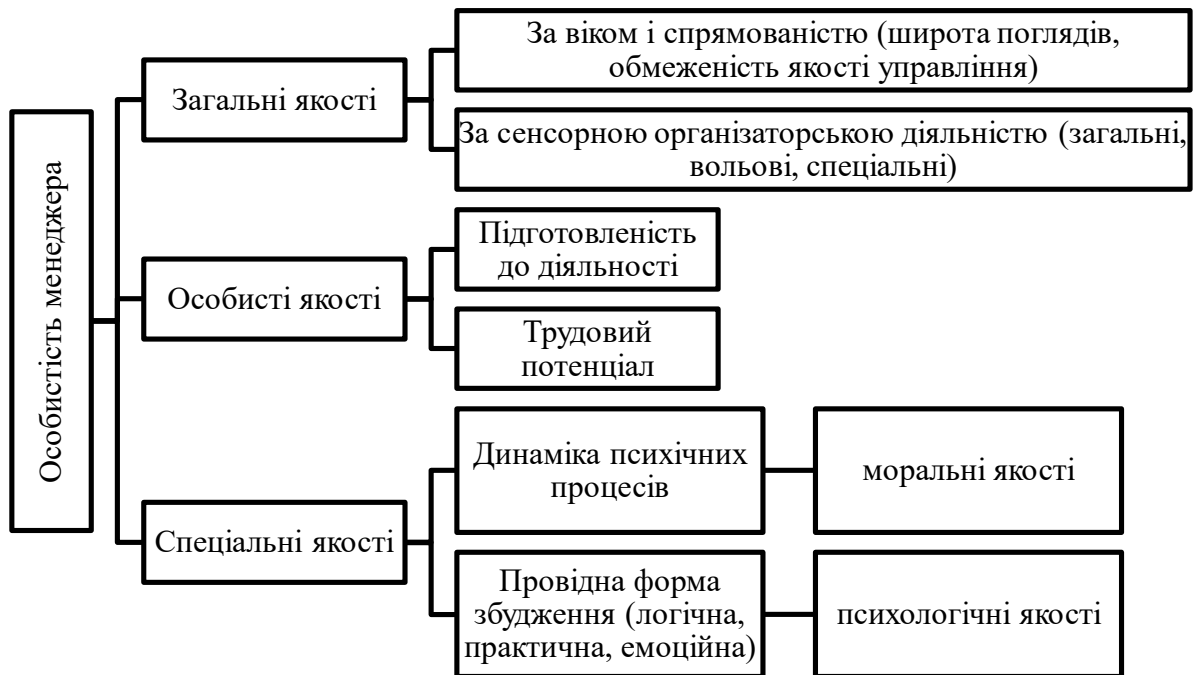 Особистість менеджера
Загальні якості
За віком і спрямованістю (широта поглядів,
обмеженість якості управління)
За сенсорною організаторською діяльністю (загальні,
вольові, спеціальні)
Особисті якості
Підготовленість
до діяльності
Трудовий
потенціал
Спеціальні якості
Динаміка психічних
процесів
моральні якості
Провідна форма
збудження (логічна,
практична, емоційна)
психологічні якості